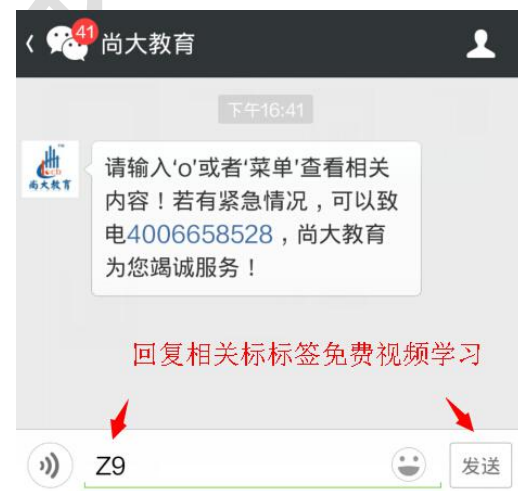 41
尚大教育
下午16:41
请输入‘o’或者‘菜单’查看相关
内容！若有紧急情况，可以致
电4006658528，尚大教育
为您竭诚服务！
尚大教育
回复相关标标签免费视频学习
Z9
发送